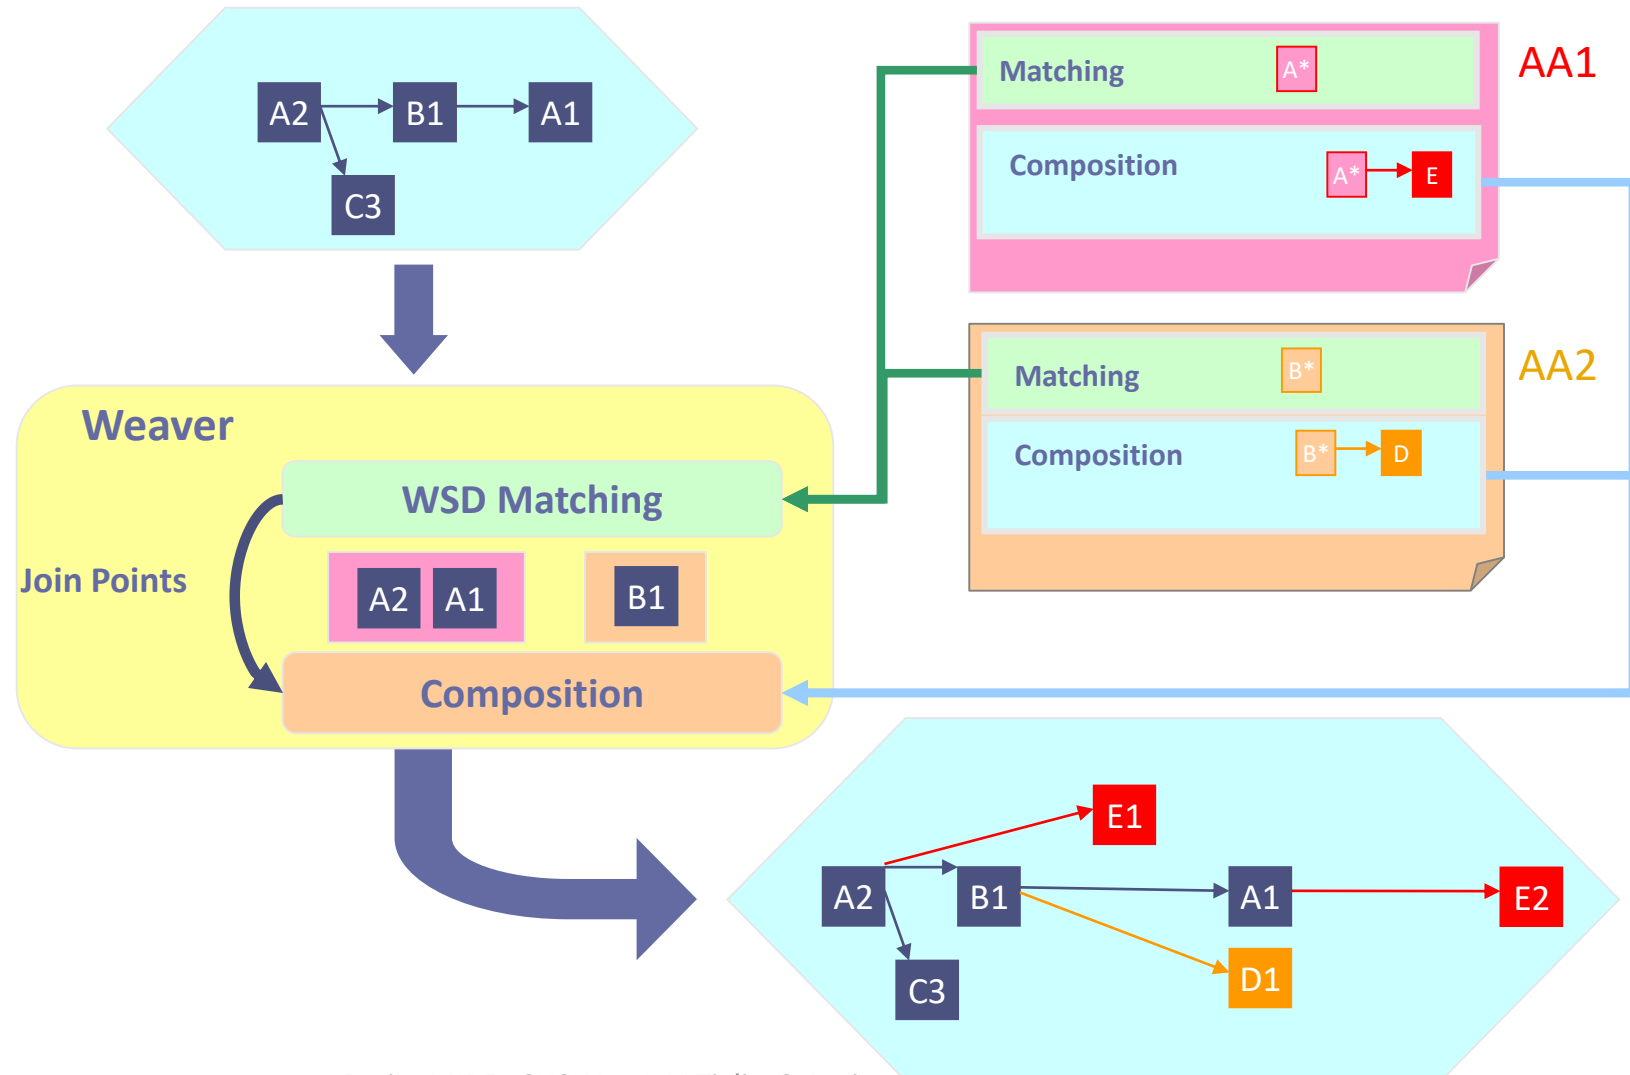 A2
B1
A1
C3
Matching
A*
AA1
Composition
A*
E
Matching
B*
AA2
Composition
B*
D
Weaver
WSD Matching
Join Points
A2
A1
B1
Composition
E1
A2
B1
A1
E2
C3
D1